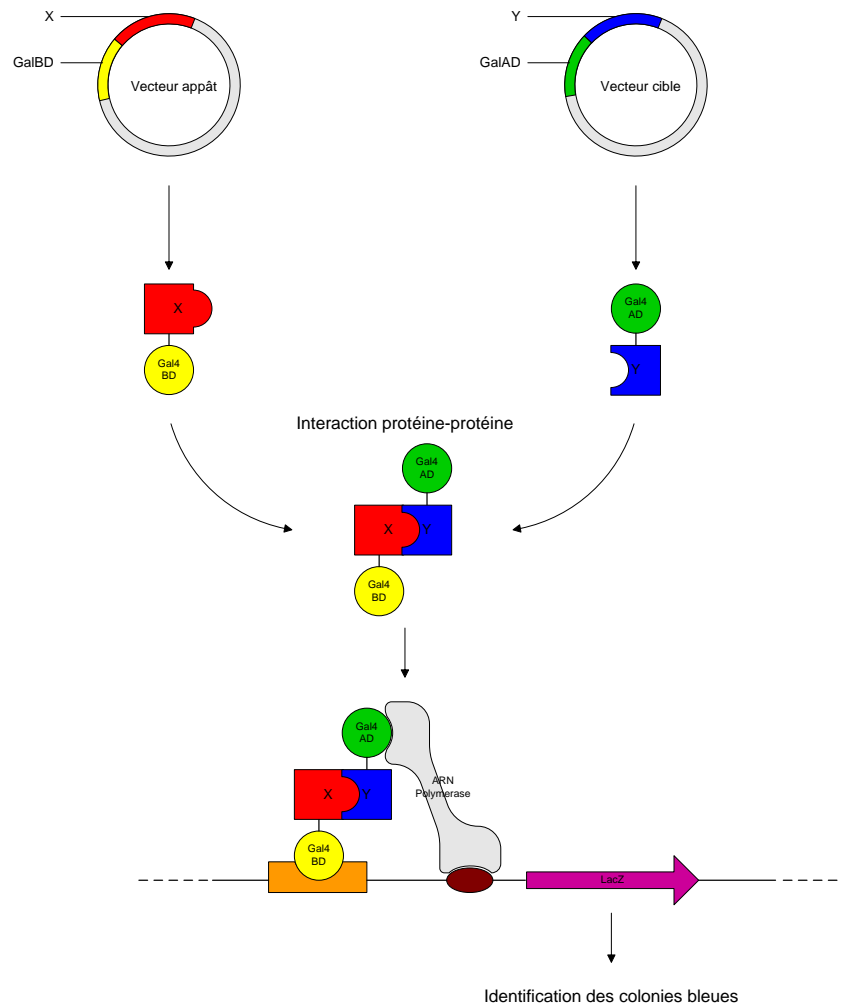 X
GalBD
Vecteur appât
Y
GalAD
Vecteur cible
X
Gal4
BD
Gal4
AD
Y
Interaction protéine-protéine
Gal4
AD
X
Y
Gal4
BD
Gal4
AD
ARN
Polymerase
X
Y
Gal4
BD
LacZ
Identification des colonies bleues